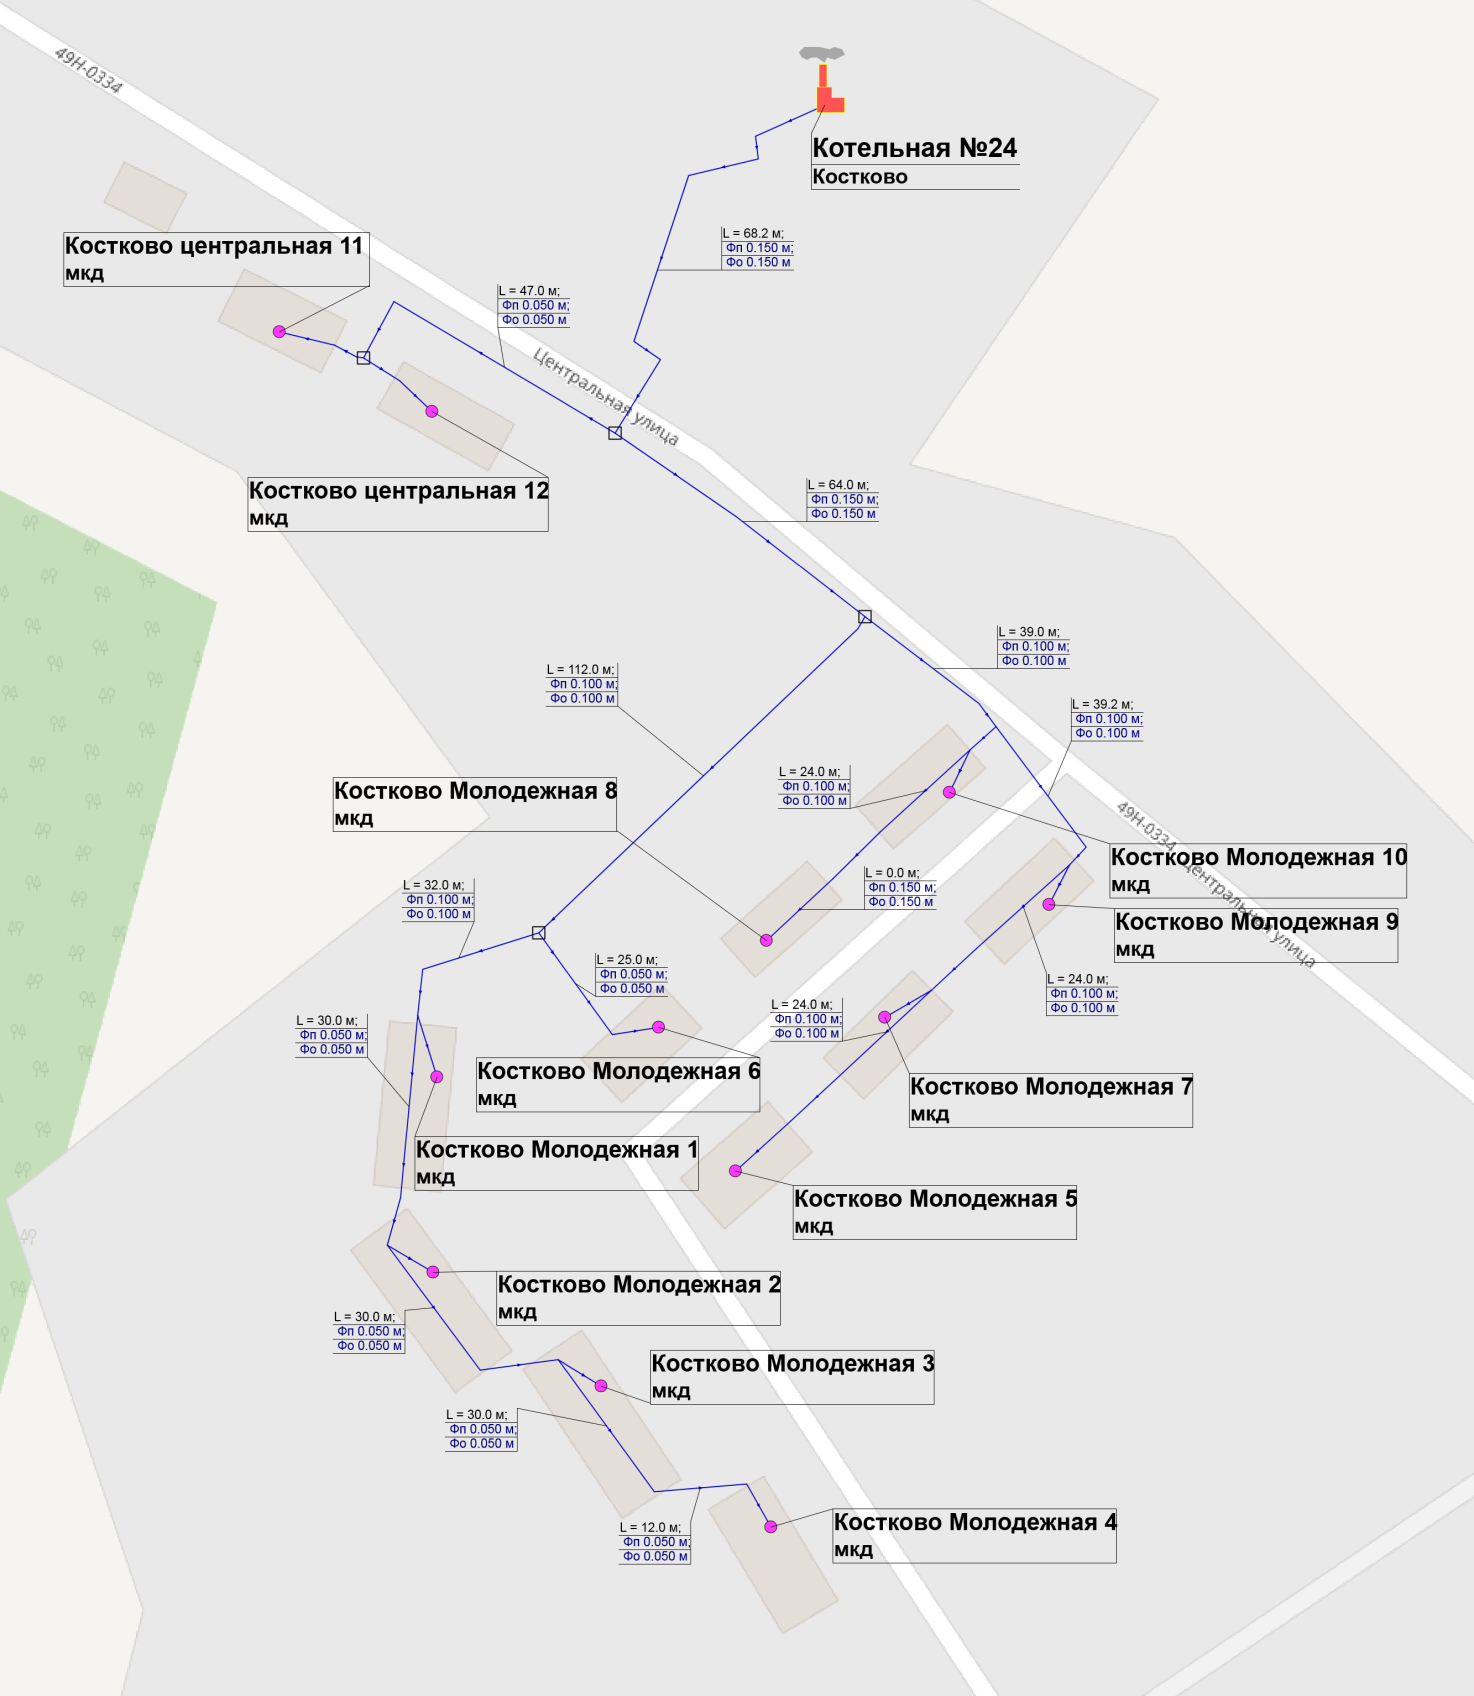 49Н-0334
Котельная №24
Костково
L = 68.2 м;
Фп 0.150 м;
Фо 0.150 м
Костково центральная 11
мкд
L = 47.0 м;
Фп 0.050 м;
Фо 0.050 м
Центральная улица
Костково центральная 12
мкд
L = 64.0 м;
Фп 0.150 м;
Фо 0.150 м
L = 39.0 м;
Фп 0.100 м;
Фо 0.100 м
L = 112.0 м;
Фп 0.100 м;
Фо 0.100 м
L = 39.2 м;
Фп 0.100 м;
Фо 0.100 м
L = 24.0 м;
Фп 0.100 м;
Фо 0.100 м
Костково Молодежная 8
мкд
49Н-0334 Центральная улица
Костково Молодежная 10
мкд
L = 0.0 м;
Фп 0.150 м;
Фо 0.150 м
L = 32.0 м;
Фп 0.100 м;
Фо 0.100 м
Костково Молодежная 9
мкд
L = 25.0 м;
Фп 0.050 м;
Фо 0.050 м
L = 24.0 м;
Фп 0.100 м;
Фо 0.100 м
L = 24.0 м;
Фп 0.100 м;
Фо 0.100 м
L = 30.0 м;
Фп 0.050 м;
Фо 0.050 м
Костково Молодежная 6
мкд
Костково Молодежная 7
мкд
Костково Молодежная 1
мкд
Костково Молодежная 5
мкд
Костково Молодежная 2
мкд
L = 30.0 м;
Фп 0.050 м;
Фо 0.050 м
Костково Молодежная 3
мкд
L = 30.0 м;
Фп 0.050 м;
Фо 0.050 м
Костково Молодежная 4
мкд
L = 12.0 м;
Фп 0.050 м;
Фо 0.050 м